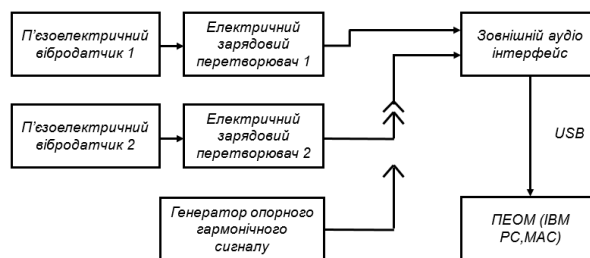 П'єзоелектричний
вібродатчик 1
Електричний
зарядовий
перетворювач 1
Зовнішній аудіо
інтерфейс
П'єзоелектричний
вібродатчик 2
Електричний
зарядовий
перетворювач 2
USB
Генератор опорного
гармонічного
сигналу
ПЕОМ (IBM
PC,MAC)